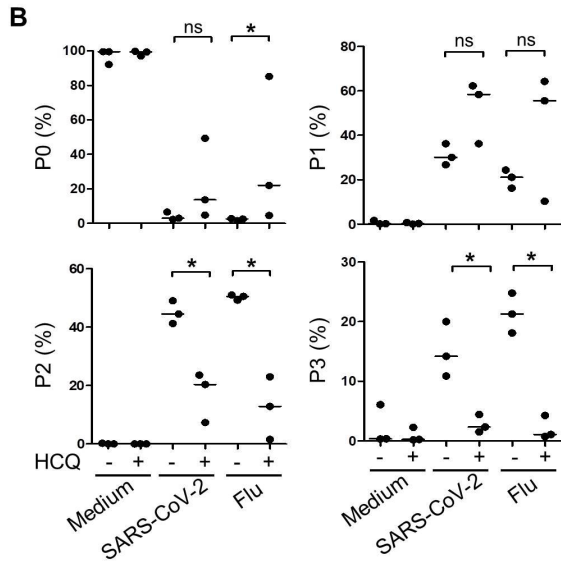 B
ns
*
100
80
60
40
20
0
P0 (%)
ns
ns
80
60
40
20
0
P1 (%)
*
*
60
40
20
0
P2 (%)
*
*
30
20
10
0
P3 (%)
HCQ - + - + - +
Medium
SARS-CoV-2
Flu
- + - + - +
Medium
SARS-CoV-2
Flu